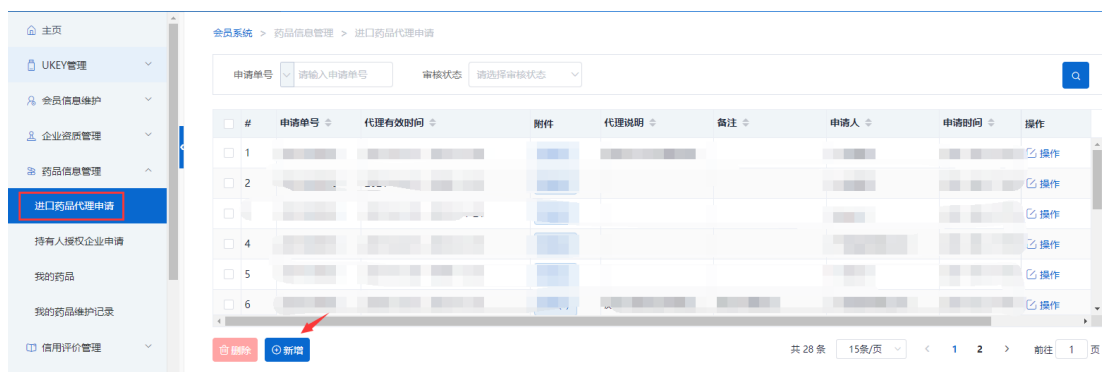 主页
UKEY管理
会员信息维护
企业资质管理
药品信息管理
进口药品代理申请
持有人授权企业申请
我的药品
我的药品维护记录
信用评价管理
会员系统 > 药品信息管理 > 进口药品代理申请
申请单号 请输入申请单号 审核状态 请选择审核状态
# 申请单号 代理有效时间 附件 代理说明 备注 申请人 申请时间 操作
1 操作
2 操作
操作
4 操作
5 操作
6 操作
删除 新增 共 28 条 15条/页 < 1 2 > 前往 1 页